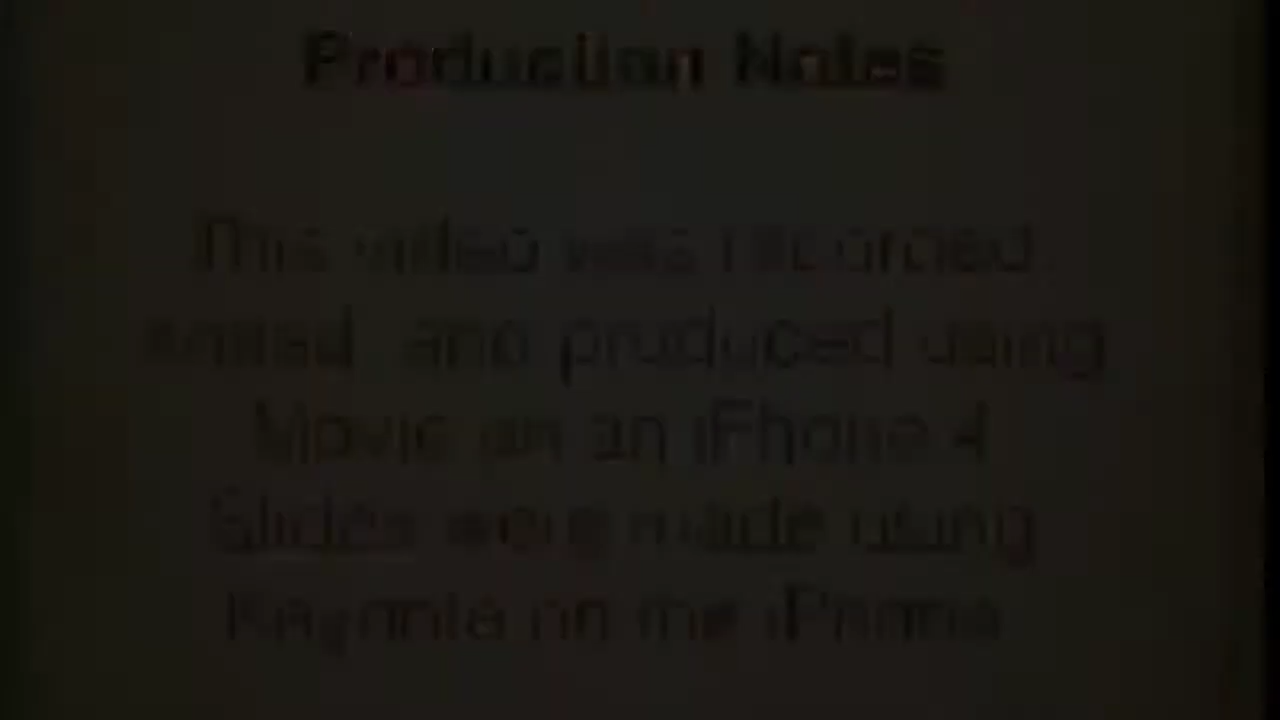 Production Notes
This video was recorded
and produced using
iMovie on an iPhone 4
Slides were made using
Keynote on the iPhone